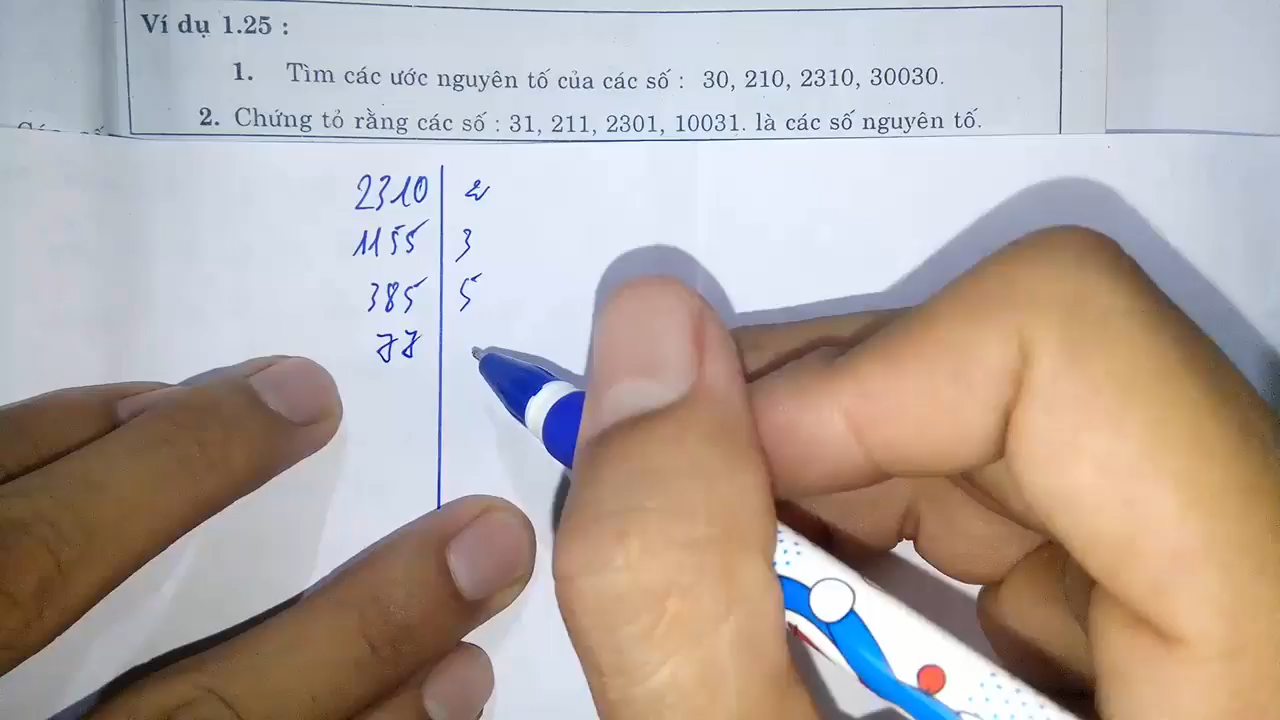 Ví dụ 1.25 :
1. Tìm các ước nguyên tố của các số : 30, 210, 2310, 30030.
2. Chứng tỏ rằng các số : 31, 211, 2301, 10031. là các số nguyên tố.
2310 2
1155 3
385 5
77